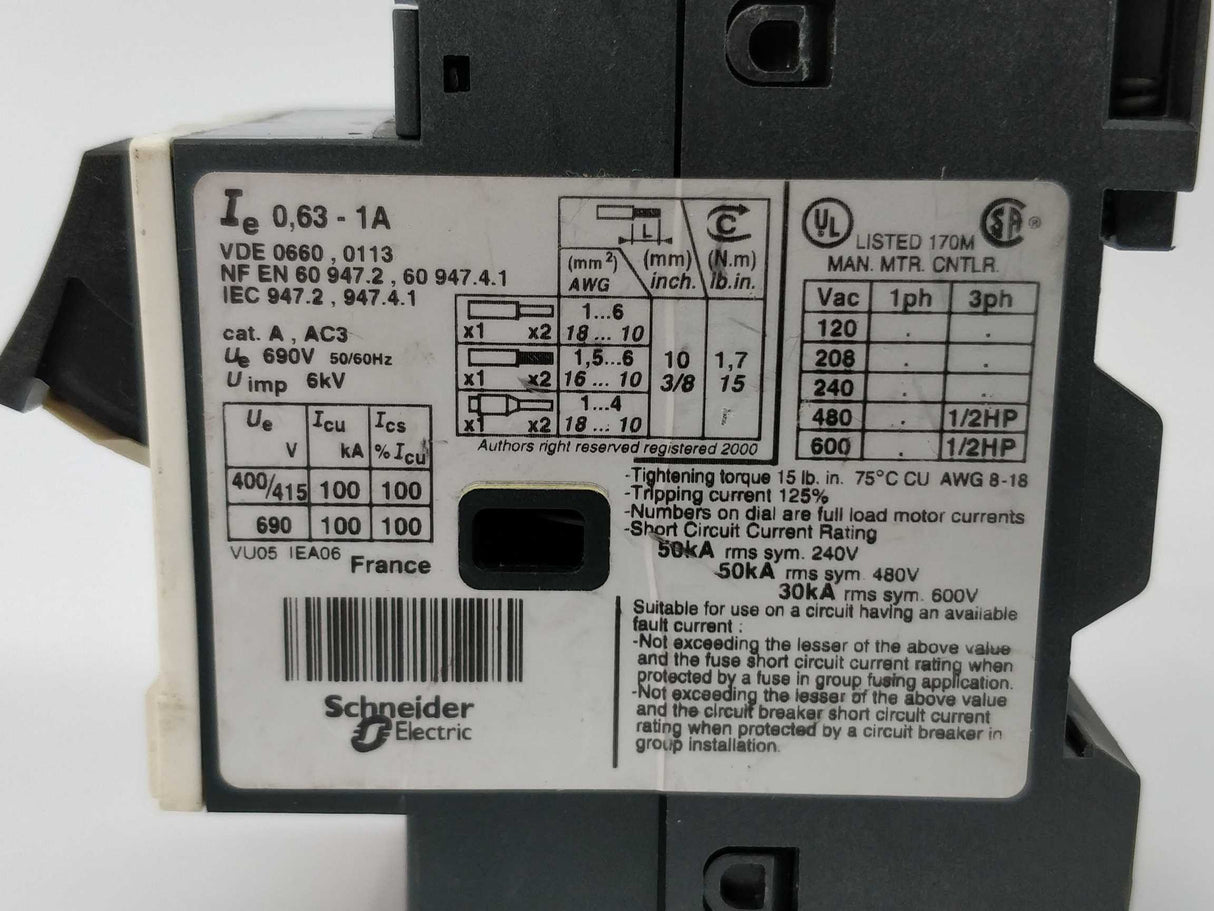 Ie 0,63 - 1A
VDE 0660 , 0113
NF EN 60 947.2 , 60 947.4.1
IEC 947.2 , 947.4.1
cat. A , AC3
Ue 690V 50/60Hz
U imp 6kV
Ue V Icu kA Ics % Icu
400/415 100 100
690 100 100
VU05 IEA06
France
Schneider
Electric
L
(mm²) (mm) (N.m)
AWG inch. lb.in.
1...6
x1 x2 18 ... 10
1,5...6 10 1,7
x1 x2 16 ... 10 3/8 15
1...4
x1 x2 18 ... 10
Authors right reserved registered 2000
UL LISTED 170M SA ®
MAN. MTR. CNTLR.
Vac 1ph 3ph
120 . .
208 . .
240 . .
480 . 1/2HP
600 . 1/2HP
-Tightening torque 15 lb. in. 75°C CU AWG 8-18
-Tripping current 125%
-Numbers on dial are full load motor currents
-Short Circuit Current Rating
50kA rms sym. 240V
50kA rms sym. 480V
30kA rms sym. 600V
Suitable for use on a circuit having an available
fault current :
-Not exceeding the lesser of the above value
and the fuse short circuit current rating when
protected by a fuse in group fusing application.
-Not exceeding the lesser of the above value
and the circuit breaker short circuit current
rating when protected by a circuit breaker in
group installation.